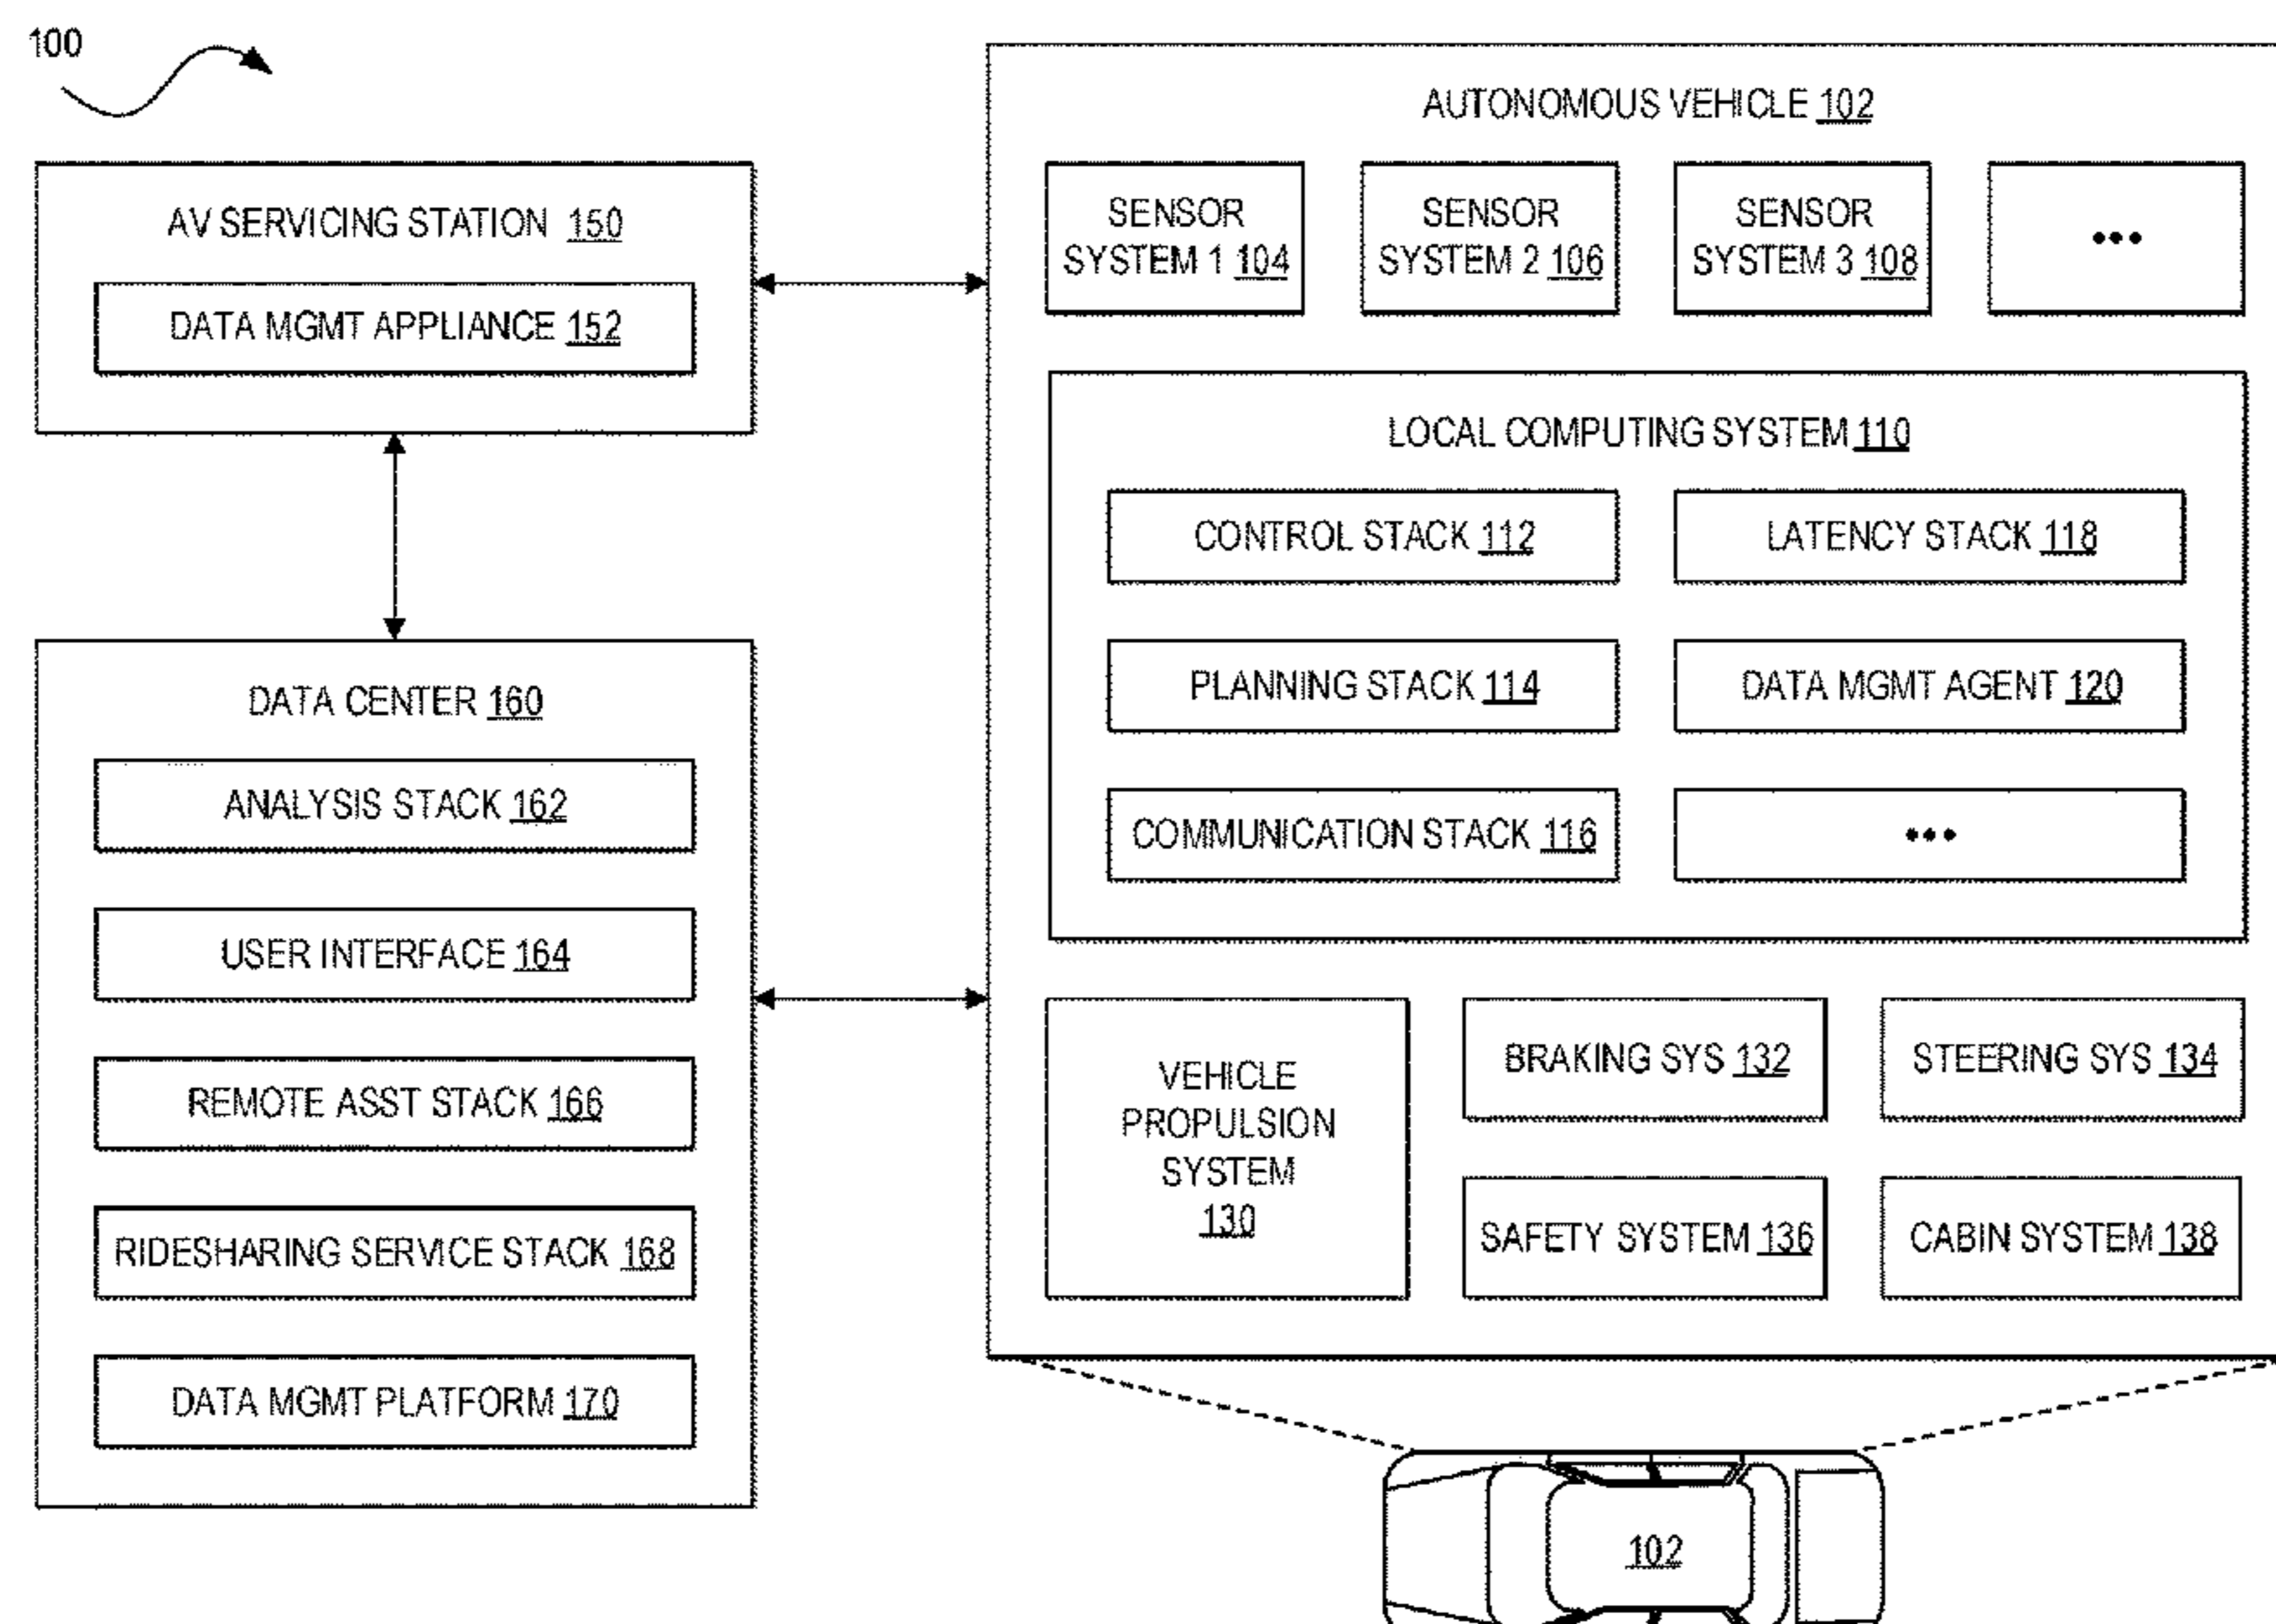 100
AV SERVICING STATION 150
DATA MGMT APPLIANCE 152
DATA CENTER 160
ANALYSIS STACK 162
USER INTERFACE 164
REMOTE ASST STACK 166
RIDESHARING SERVICE STACK 168
DATA MGMT PLATFORM 170
AUTONOMOUS VEHICLE 102
SENSOR
SYSTEM 1 104
SENSOR
SYSTEM 2 106
SENSOR
SYSTEM 3 108
•••
LOCAL COMPUTING SYSTEM 110
CONTROL STACK 112
LATENCY STACK 118
PLANNING STACK 114
DATA MGMT AGENT 120
COMMUNICATION STACK 116
•••
VEHICLE
PROPULSION
SYSTEM
130
BRAKING SYS 132
STEERING SYS 134
SAFETY SYSTEM 136
CABIN SYSTEM 138
102